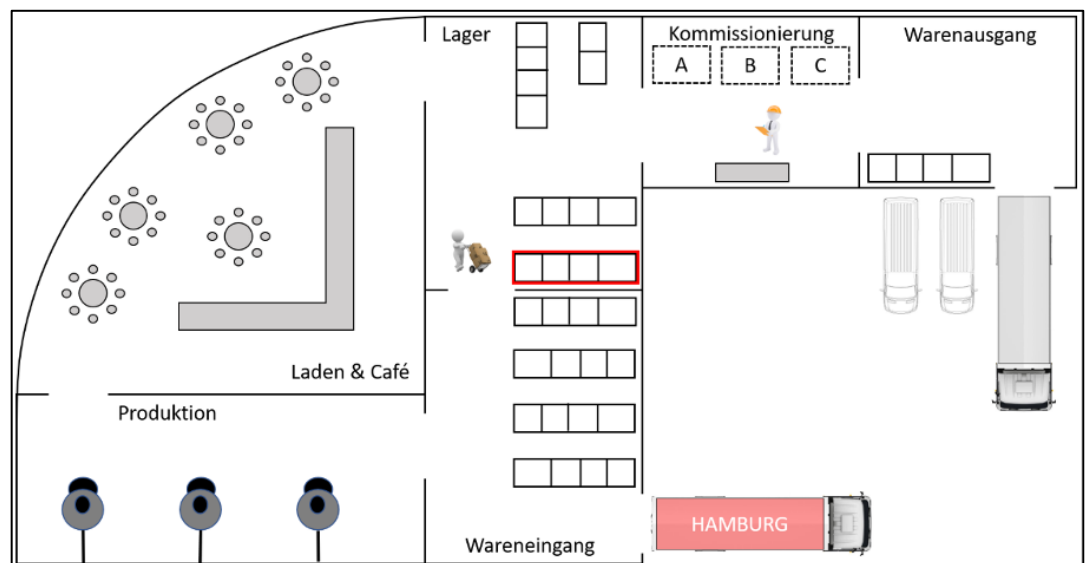 Lager
Kommissionierung
Warenausgang
A
B
C
Laden & Café
Produktion
HAMBURG
Wareneingang